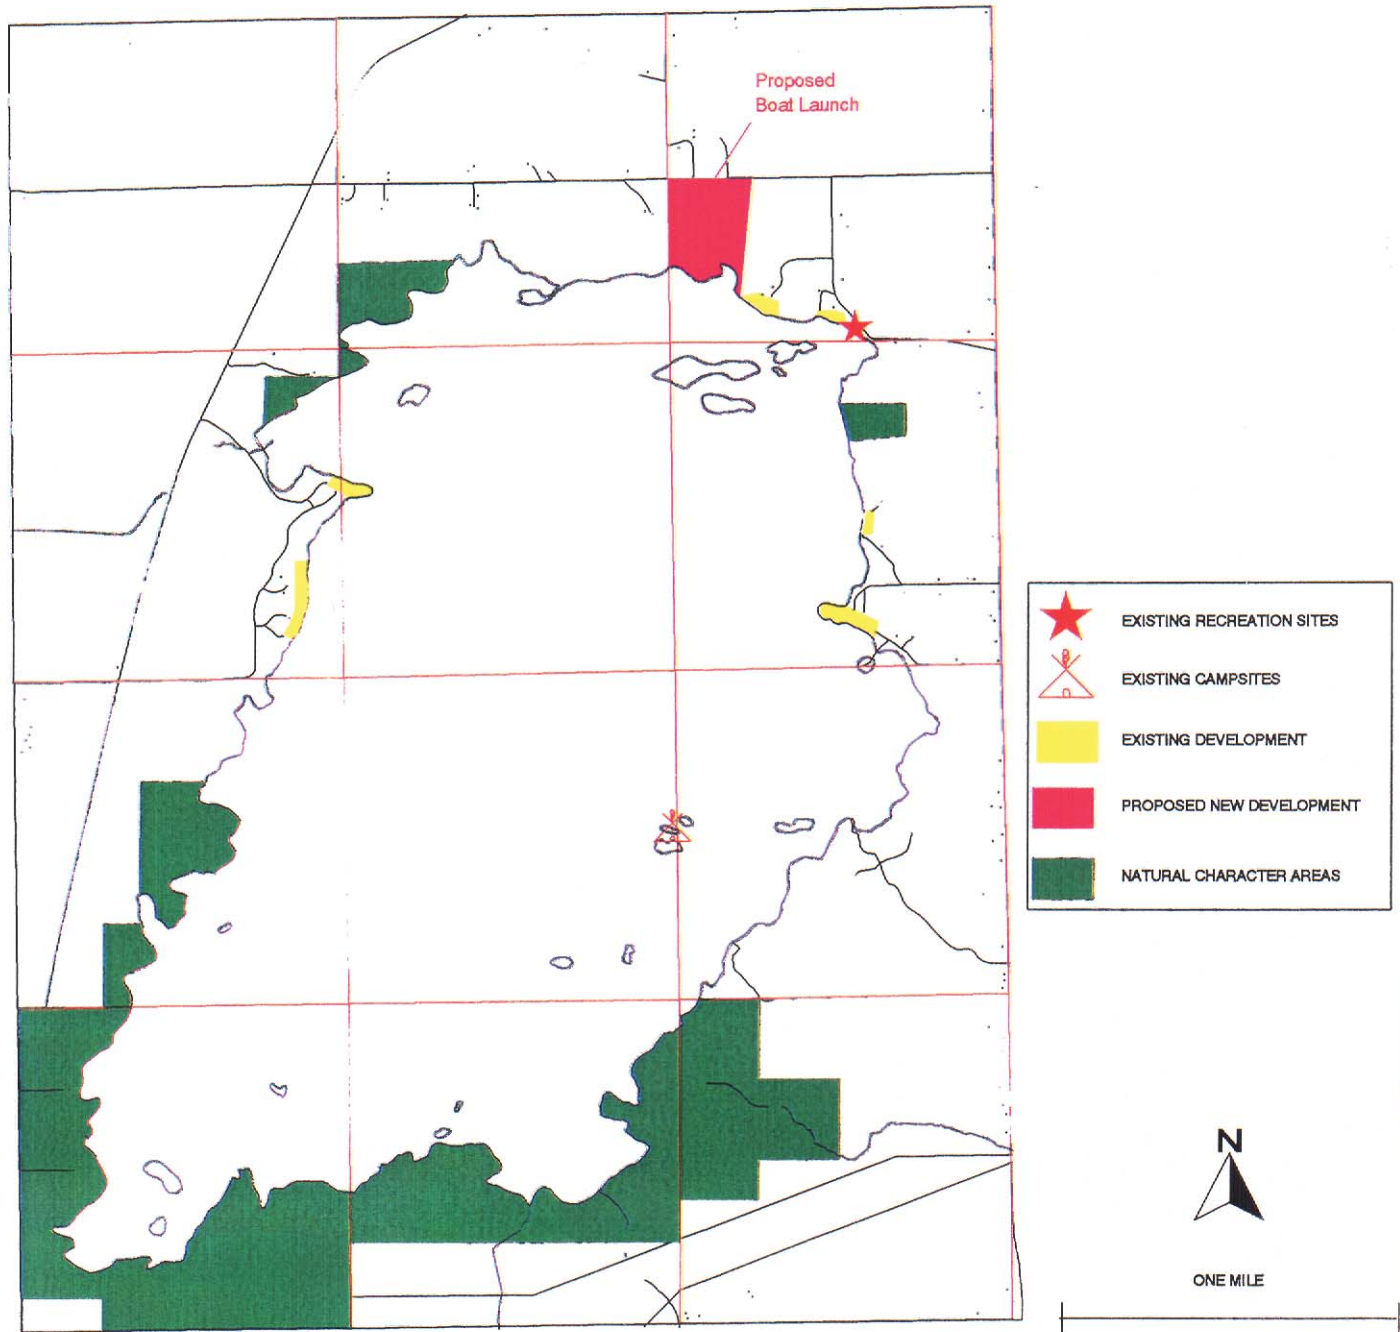 Proposed
Boat Launch
EXISTING RECREATION SITES
EXISTING CAMPSITES
EXISTING DEVELOPMENT
PROPOSED NEW DEVELOPMENT
NATURAL CHARACTER AREAS
N
ONE MILE